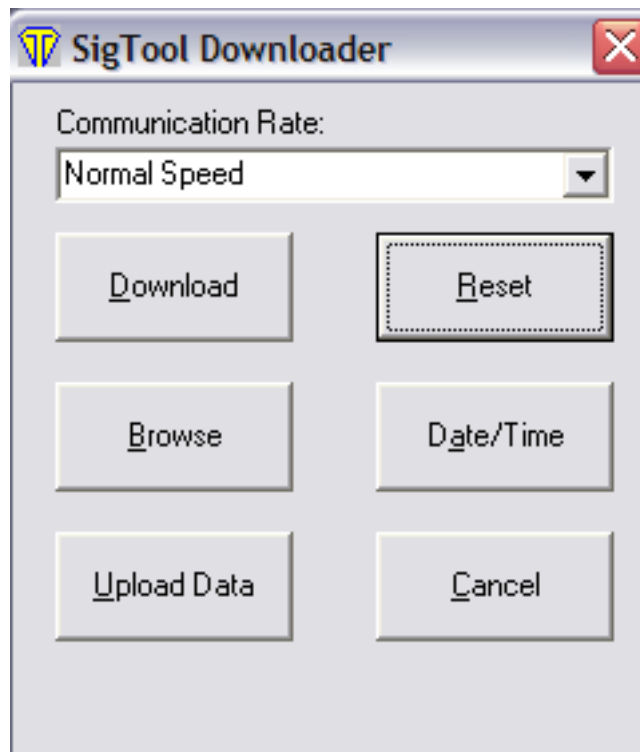 SigTool Downloader
Communication Rate:
Normal Speed
Download
Reset
Browse
Date/Time
Upload Data
Cancel